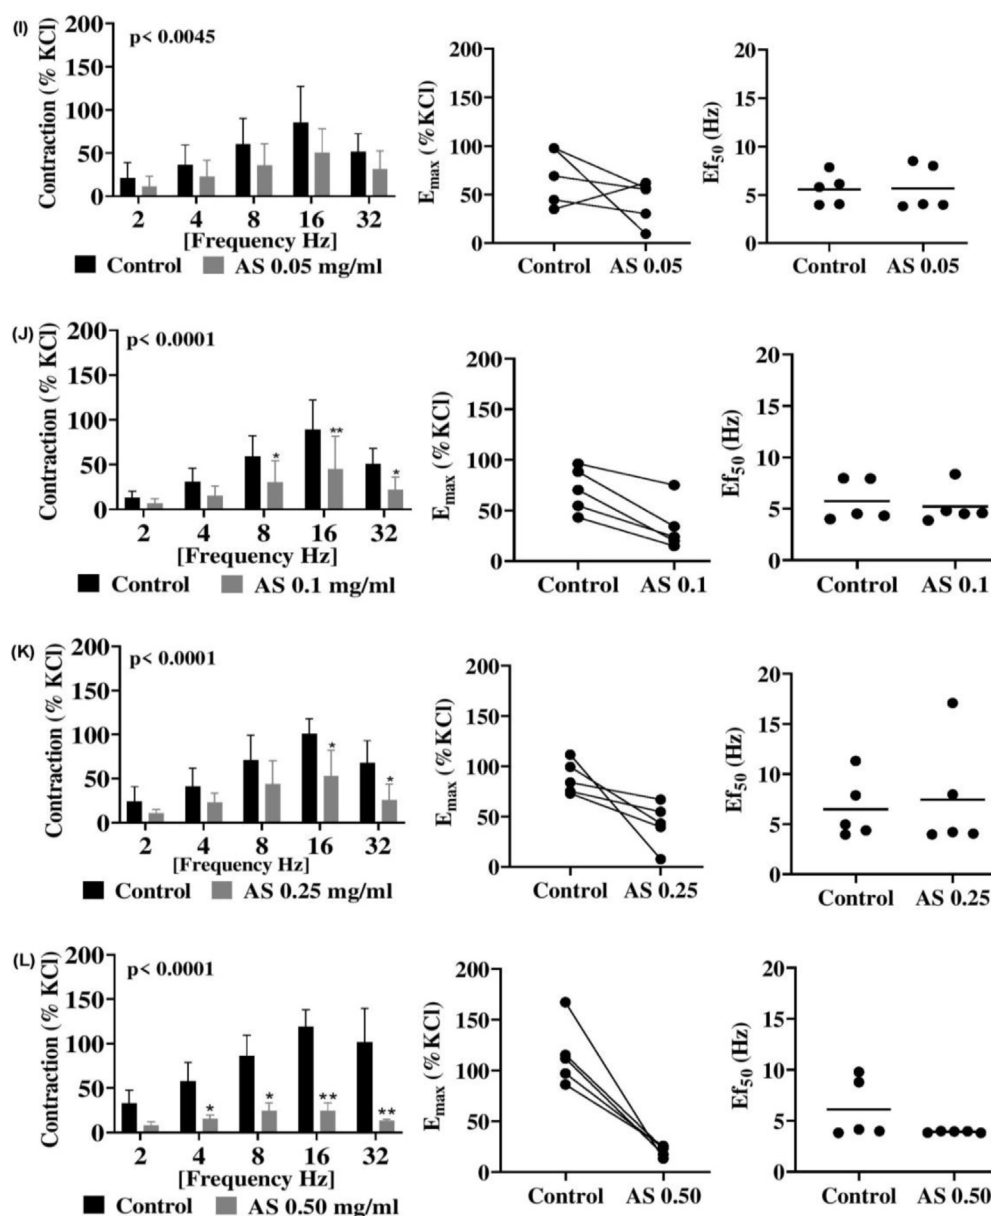 (I)
Contraction (% KCl)
200
150
100
50
0
p< 0.0045
2 4 8 16 32
[Frequency Hz]
Control AS 0.05 mg/ml
Emax (%KCl)
200
150
100
50
0
Control AS 0.05
Ef50 (Hz)
20
15
10
5
0
Control AS 0.05
(J)
Contraction (% KCl)
200
150
100
50
0
p< 0.0001
* ** *
2 4 8 16 32
[Frequency Hz]
Control AS 0.1 mg/ml
Emax (%KCl)
200
150
100
50
0
Control AS 0.1
Ef50 (Hz)
20
15
10
5
0
Control AS 0.1
(K)
Contraction (% KCl)
200
150
100
50
0
p< 0.0001
* *
2 4 8 16 32
[Frequency Hz]
Control AS 0.25 mg/ml
Emax (%KCl)
200
150
100
50
0
Control AS 0.25
Ef50 (Hz)
20
15
10
5
0
Control AS 0.25
(L)
Contraction (% KCl)
200
150
100
50
0
p< 0.0001
* * ** **
2 4 8 16 32
[Frequency Hz]
Control AS 0.50 mg/ml
Emax (%KCl)
200
150
100
50
0
Control AS 0.50
Ef50 (Hz)
20
15
10
5
0
Control AS 0.50